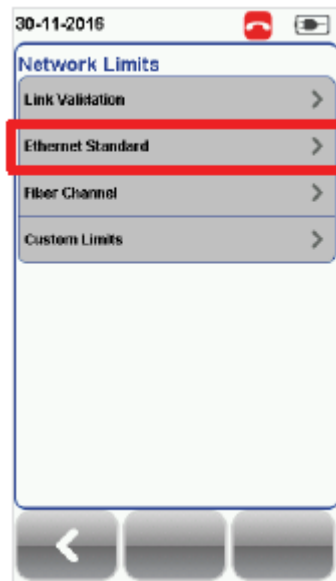 30-11-2016
Network Limits
Link Validation
Ethernet Standard
Fiber Channel
Custom Limits